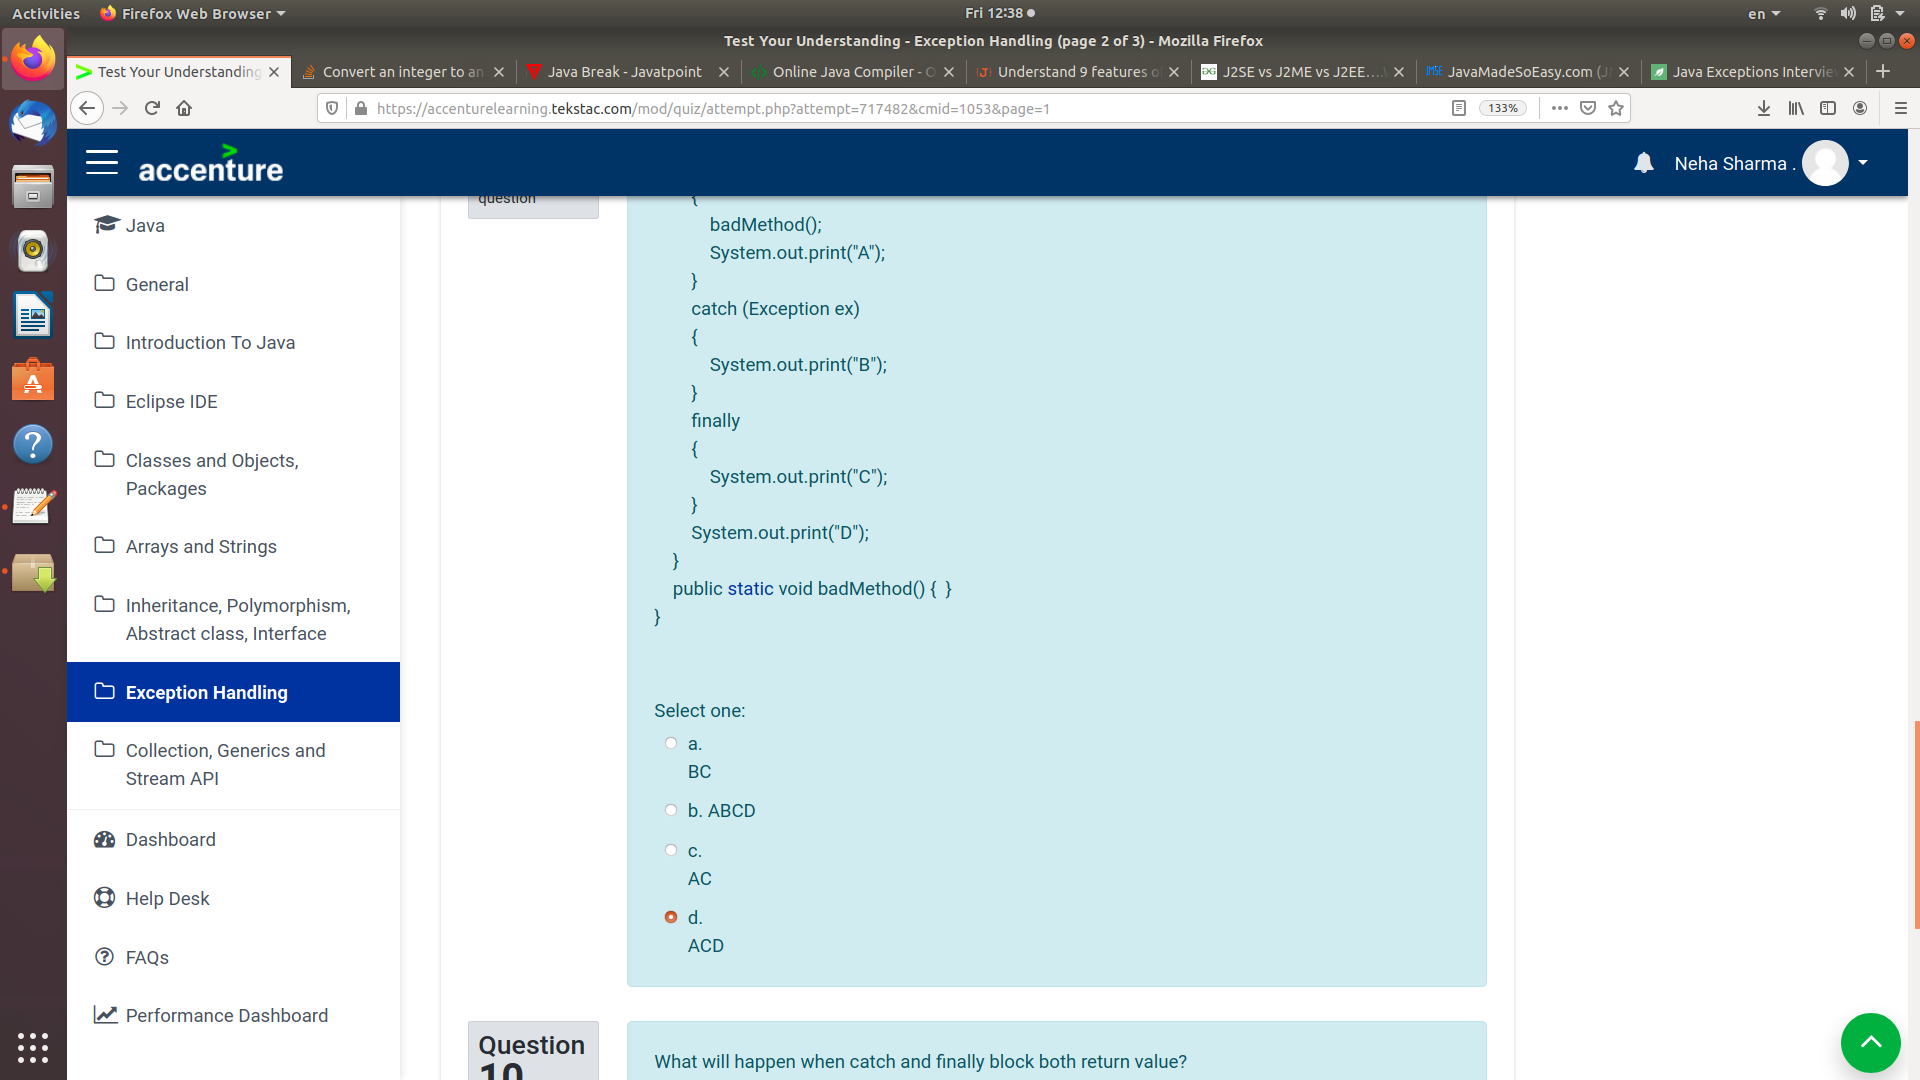 Activities
Firefox Web Browser
Fri 12:38
en
Test Your Understanding - Exception Handling (page 2 of 3) - Mozilla Firefox
Test Your Understanding
Convert an integer to an
Java Break - Javatpoint
Online Java Compiler - O
Understand 9 features o
J2SE vs J2ME vs J2EE....
JavaMadeSoEasy.com (J
Java Exceptions Intervie
https://accenturelearning.tekstac.com/mod/quiz/attempt.php?attempt=717482&cmid=1053&page=1
133%
accenture
Neha Sharma .
Java
General
Introduction To Java
Eclipse IDE
Classes and Objects,
Packages
Arrays and Strings
Inheritance, Polymorphism,
Abstract class, Interface
Exception Handling
Collection, Generics and
Stream API
Dashboard
Help Desk
FAQs
Performance Dashboard
question
{
badMethod();
System.out.print("A");
}
catch (Exception ex)
{
System.out.print("B");
}
finally
{
System.out.print("C");
}
System.out.print("D");
}
public static void badMethod() { }
}
Select one:
a.
BC
b. ABCD
c.
AC
d.
ACD
Question
10
What will happen when catch and finally block both return value?